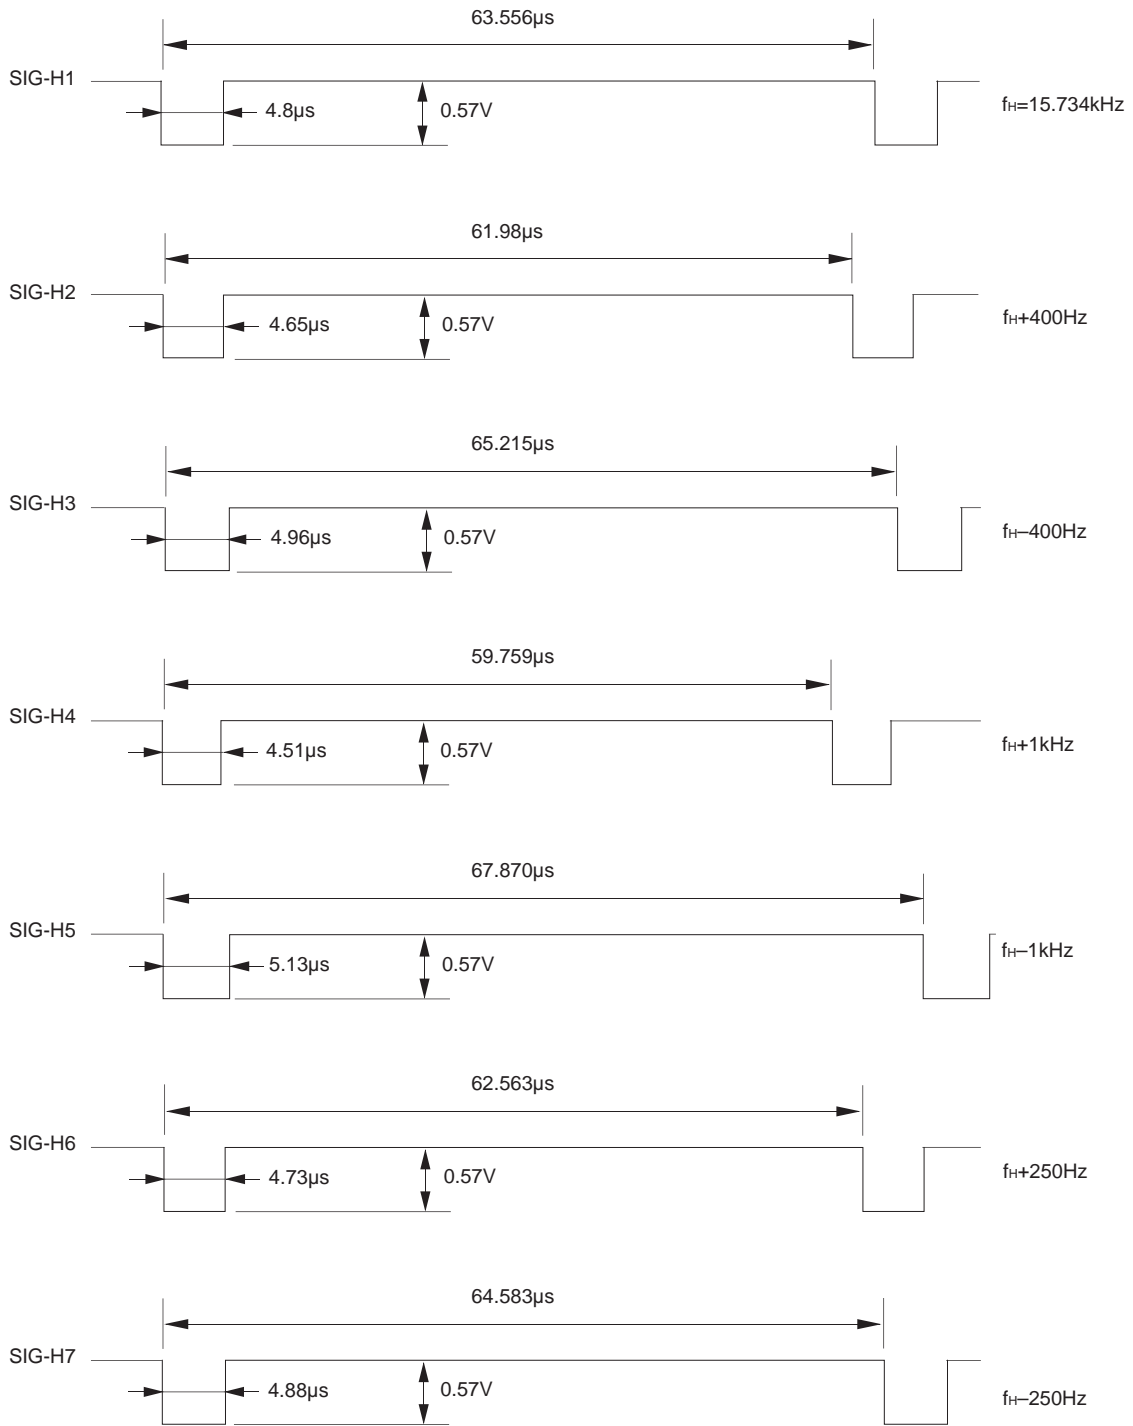 63.556µs
SIG-H1
4.8µs
0.57V
fH=15.734kHz
61.98µs
SIG-H2
4.65µs
0.57V
fH+400Hz
65.215µs
SIG-H3
4.96µs
0.57V
fH–400Hz
59.759µs
SIG-H4
4.51µs
0.57V
fH+1kHz
67.870µs
SIG-H5
5.13µs
0.57V
fH–1kHz
62.563µs
SIG-H6
4.73µs
0.57V
fH+250Hz
64.583µs
SIG-H7
4.88µs
0.57V
fH–250Hz